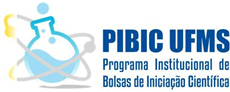 PIBIC UFMS
Programa Institucional de
Bolsas de Iniciação Científica